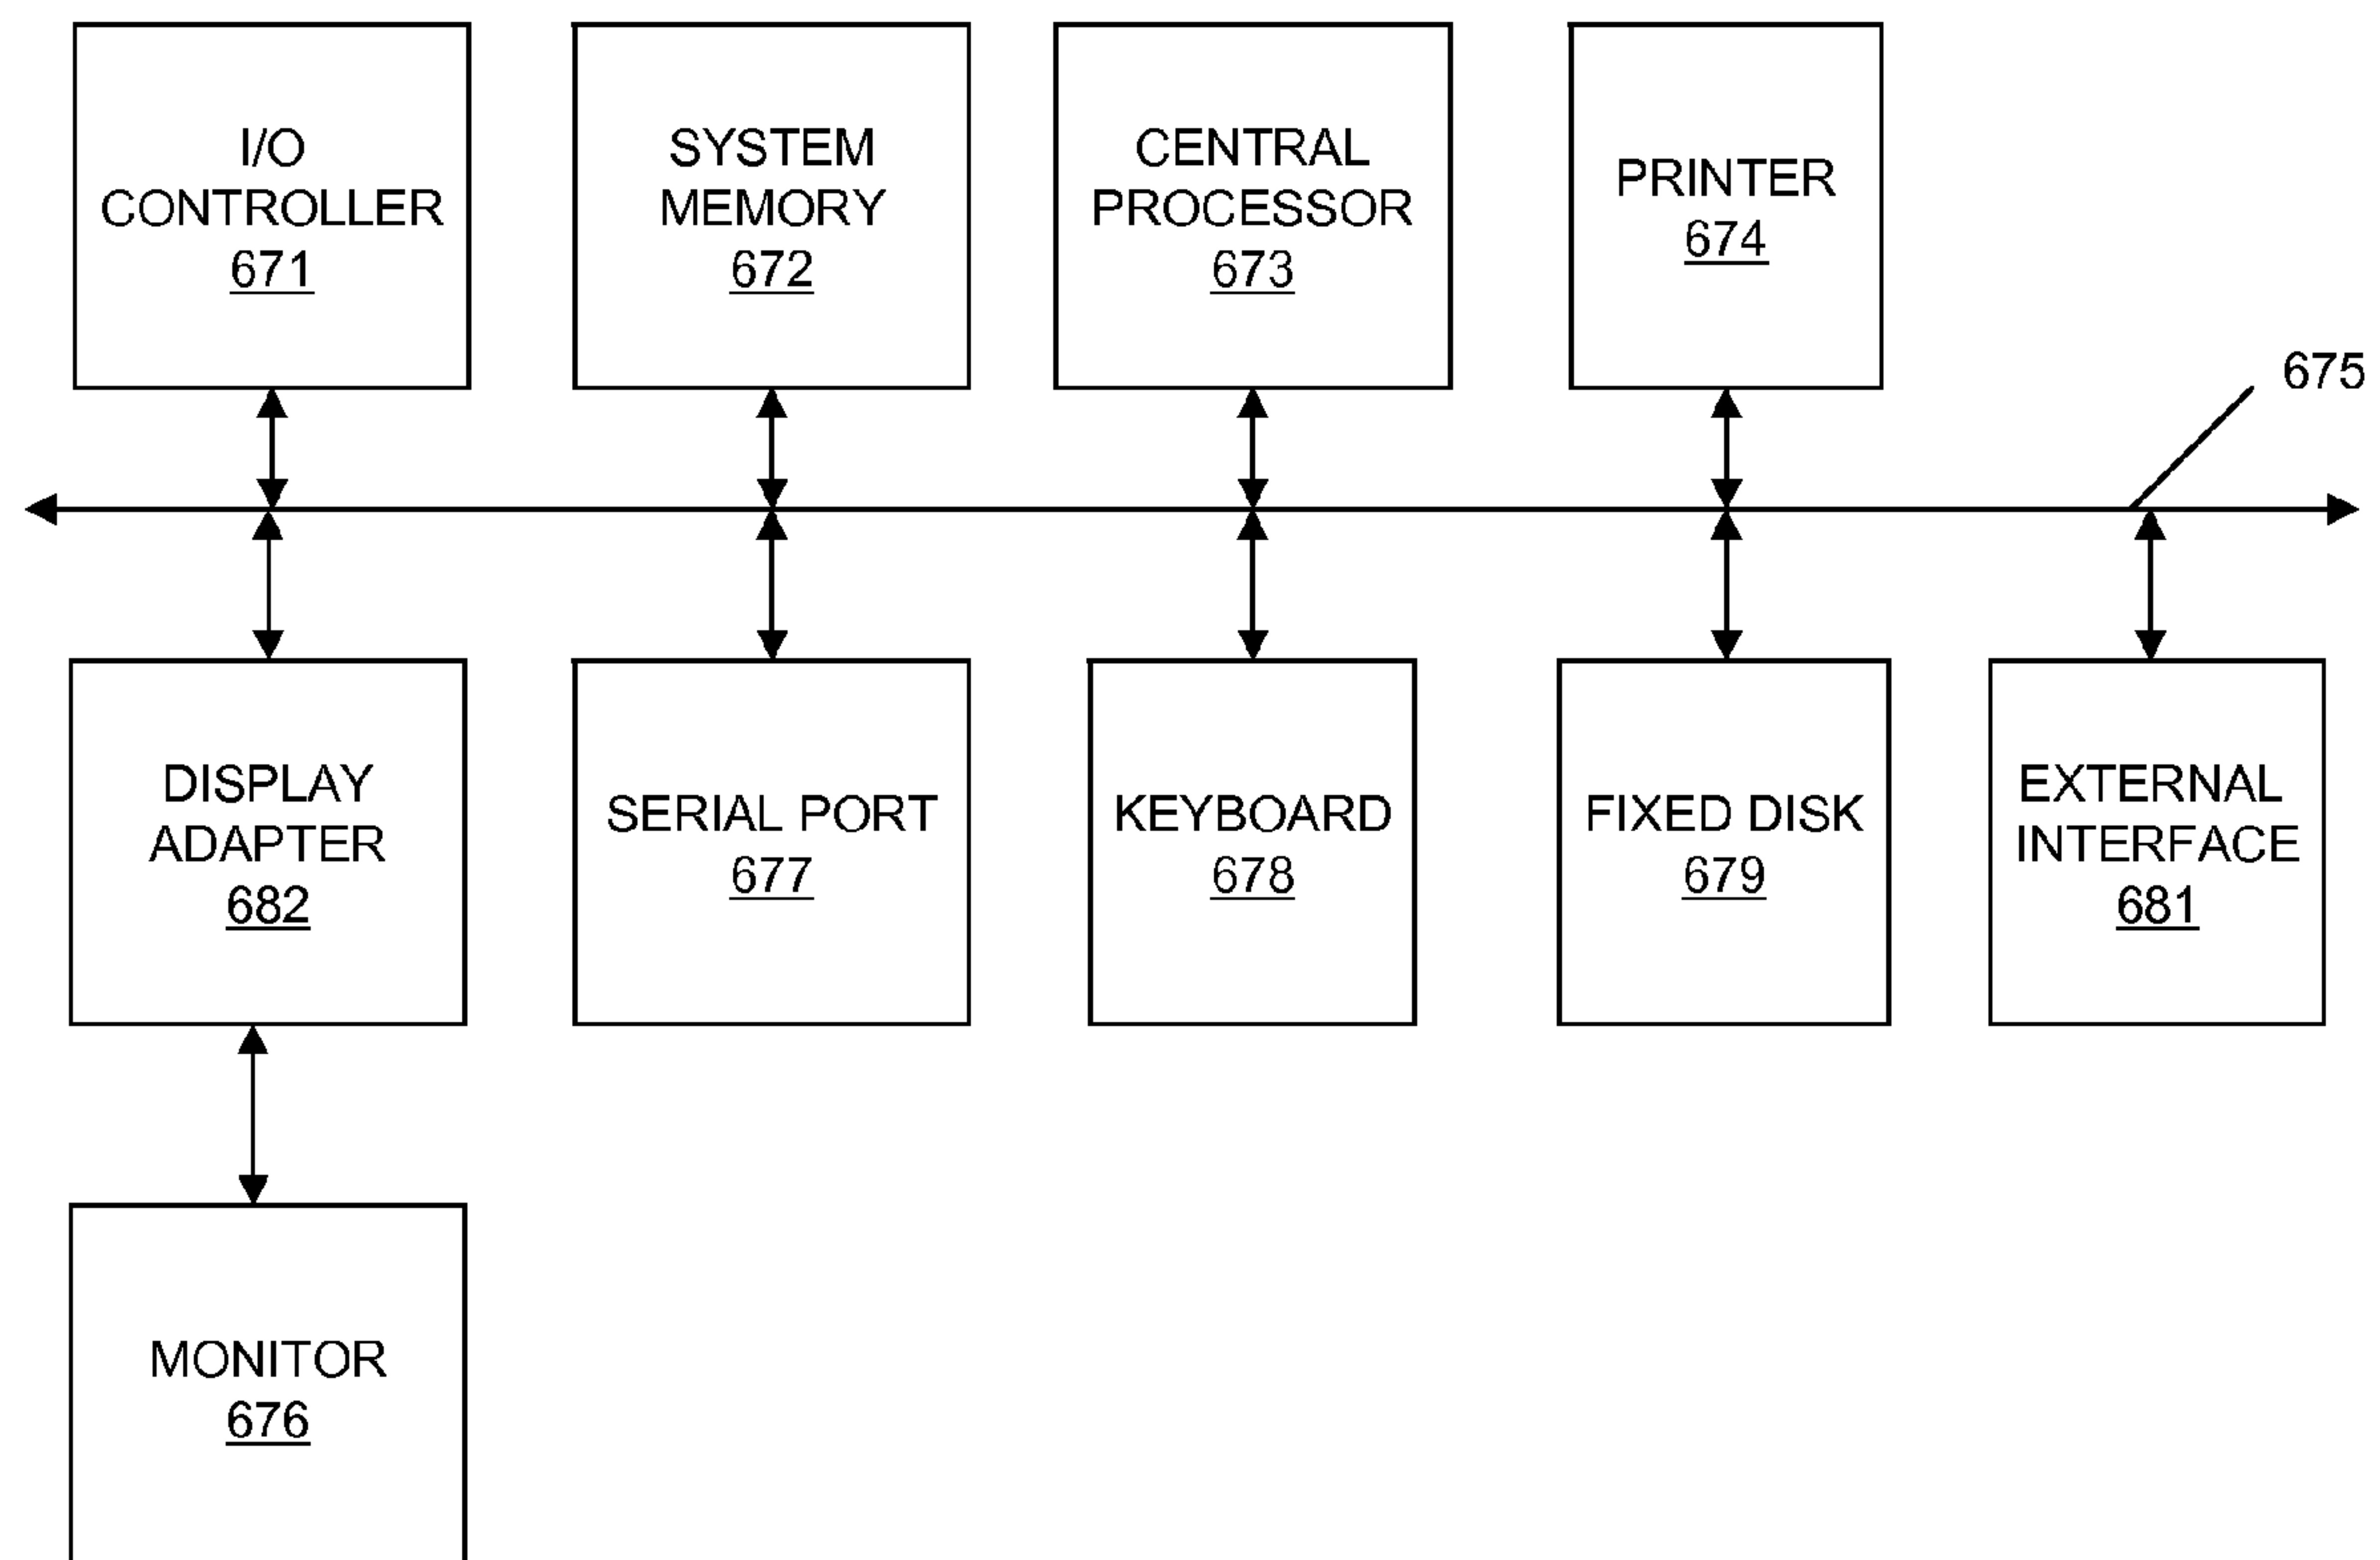 I/O
CONTROLLER
671
SYSTEM
MEMORY
672
CENTRAL
PROCESSOR
673
PRINTER
674
675
DISPLAY
ADAPTER
682
SERIAL PORT
677
KEYBOARD
678
FIXED DISK
679
EXTERNAL
INTERFACE
681
MONITOR
676